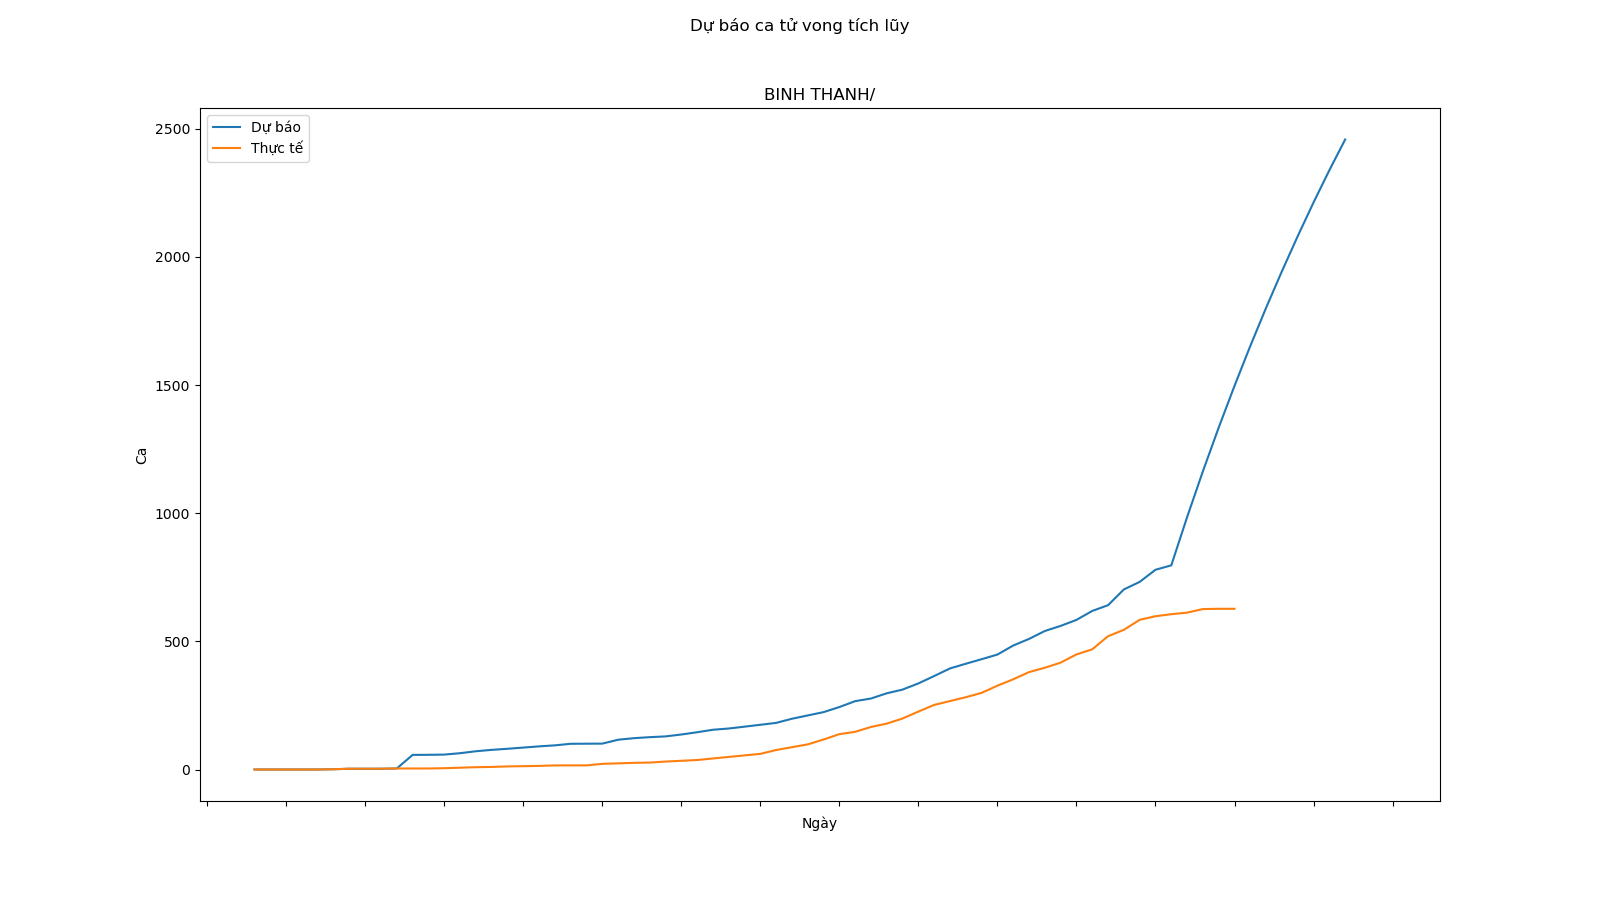 Dự báo ca tử vong tích lũy
BINH THANH/
Dự báo
Thực tế
2500
2000
1500
1000
500
0
Ca
Ngày